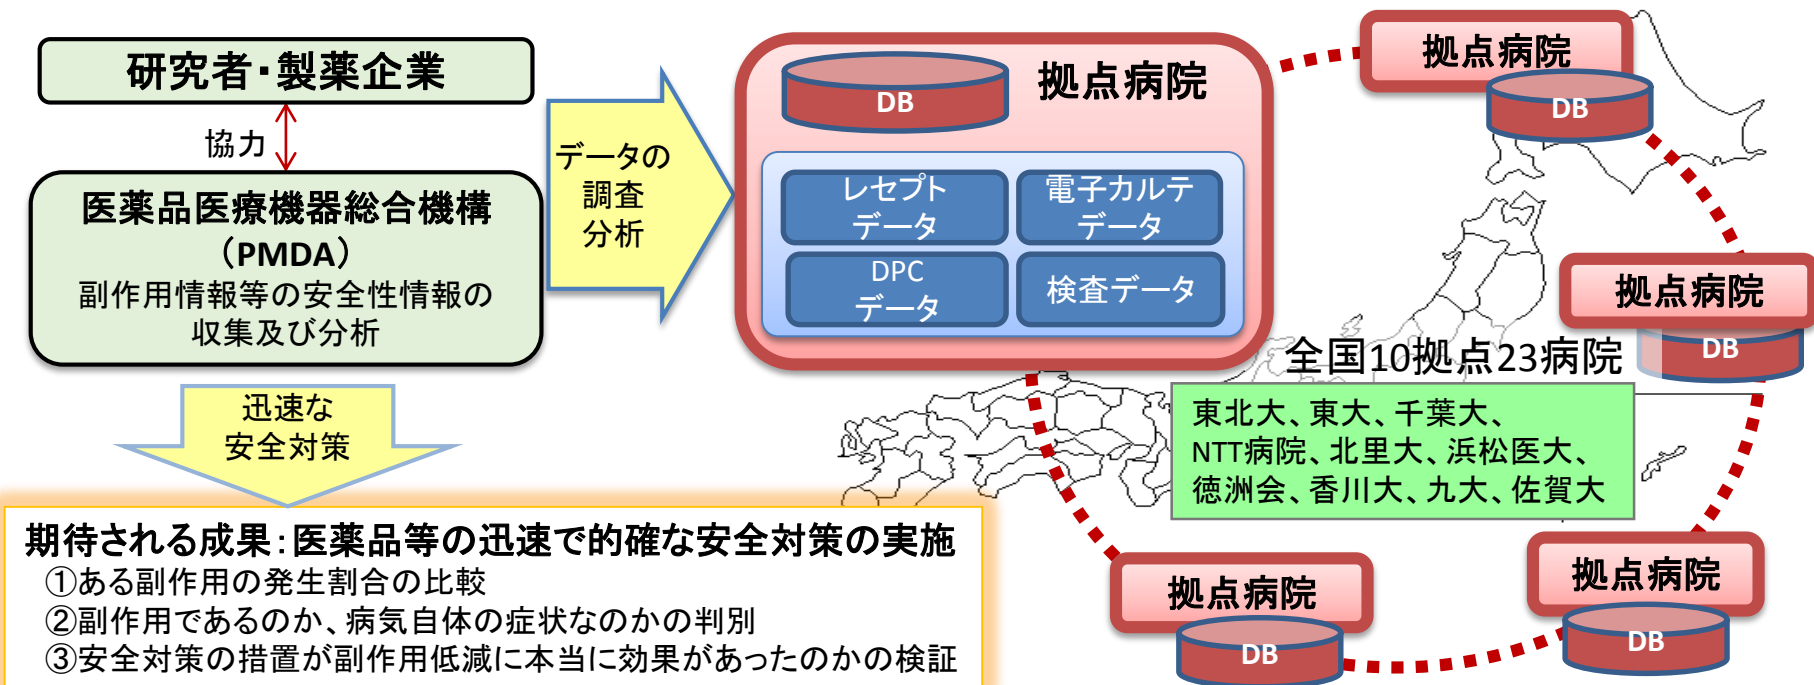 研究者・製薬企業
協力
医薬品医療機器総合機構
（PMDA）
副作用情報等の安全性情報の
収集及び分析
データの
調査
分析
迅速な
安全対策
期待される成果：医薬品等の迅速で的確な安全対策の実施
①ある副作用の発生割合の比較
②副作用であるのか、病気自体の症状なのかの判別
③安全対策の措置が副作用低減に本当に効果があったのかの検証
DB
拠点病院
レセプト
データ
電子カルテ
データ
DPC
データ
検査データ
拠点病院
DB
拠点病院
DB
全国10拠点23病院
東北大、東大、千葉大、
NTT病院、北里大、浜松医大、
徳洲会、香川大、九大、佐賀大
拠点病院
DB
拠点病院
DB